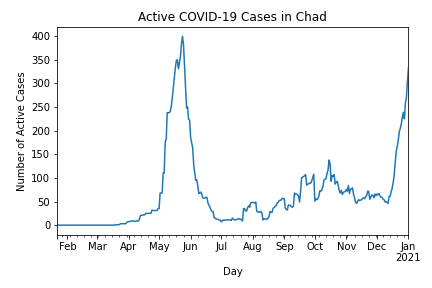 Active COVID-19 Cases in Chad
Number of Active Cases
400
350
300
250
200
150
100
50
0
Feb Mar Apr May Jun Jul Aug Sep Oct Nov Dec Jan
2021
Day